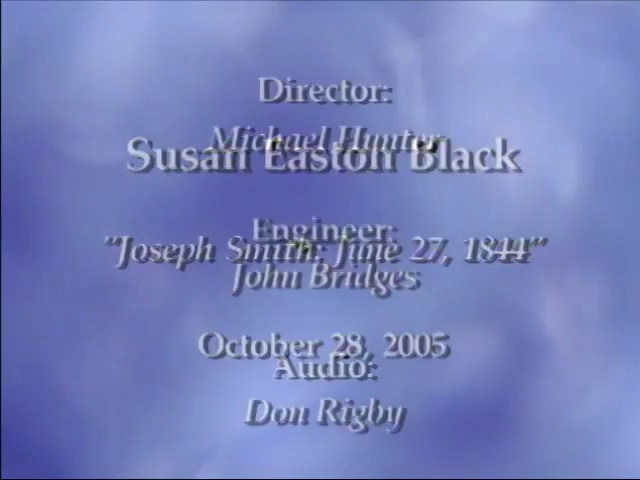 Director:
Michael Hunter
Susan Easton Black
Engineer:
"Joseph Smith: June 27, 1844"
John Bridges
October 28, 2005
Audio:
Don Rigby